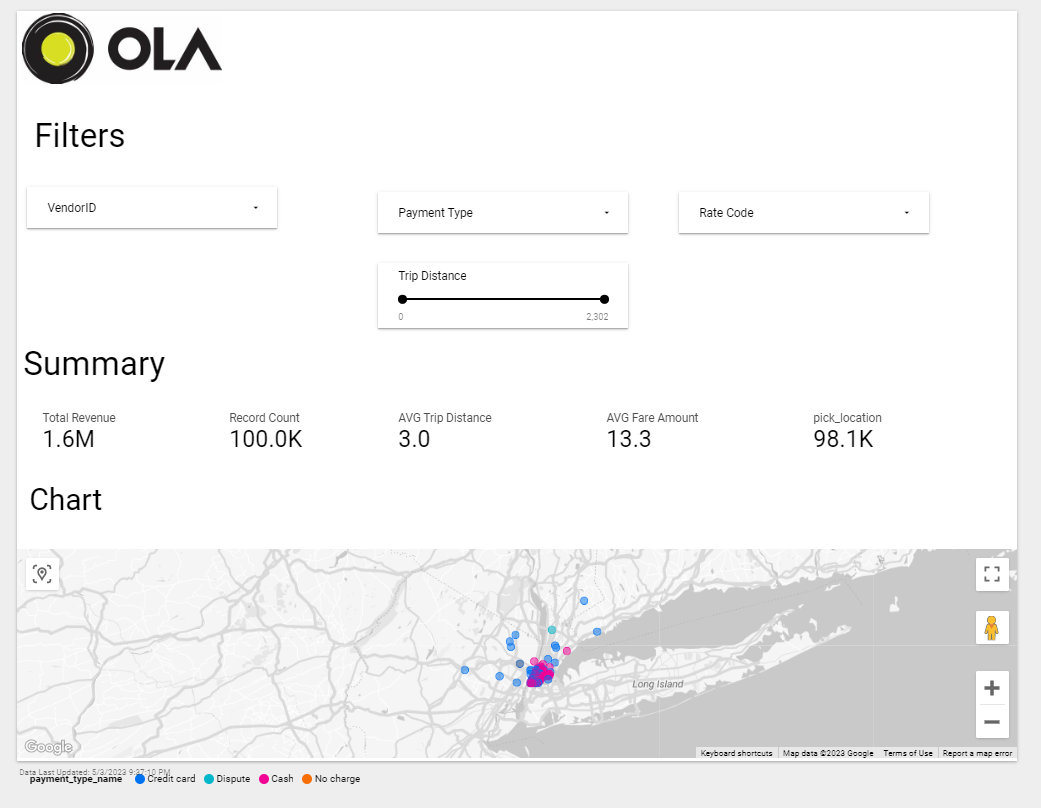 OLA
Filters
VendorID
Payment Type
Rate Code
Trip Distance
0 2,302
Summary
Total Revenue
1.6M
Record Count
100.0K
AVG Trip Distance
3.0
AVG Fare Amount
13.3
pick_location
98.1K
Chart
Long Island
Google
Keyboard shortcuts Map data ©2023 Google Terms of Use Report a map error
Data Last Updated: 5/3/2023 9:37:10 PM
payment_type_name Credit card Dispute Cash No charge